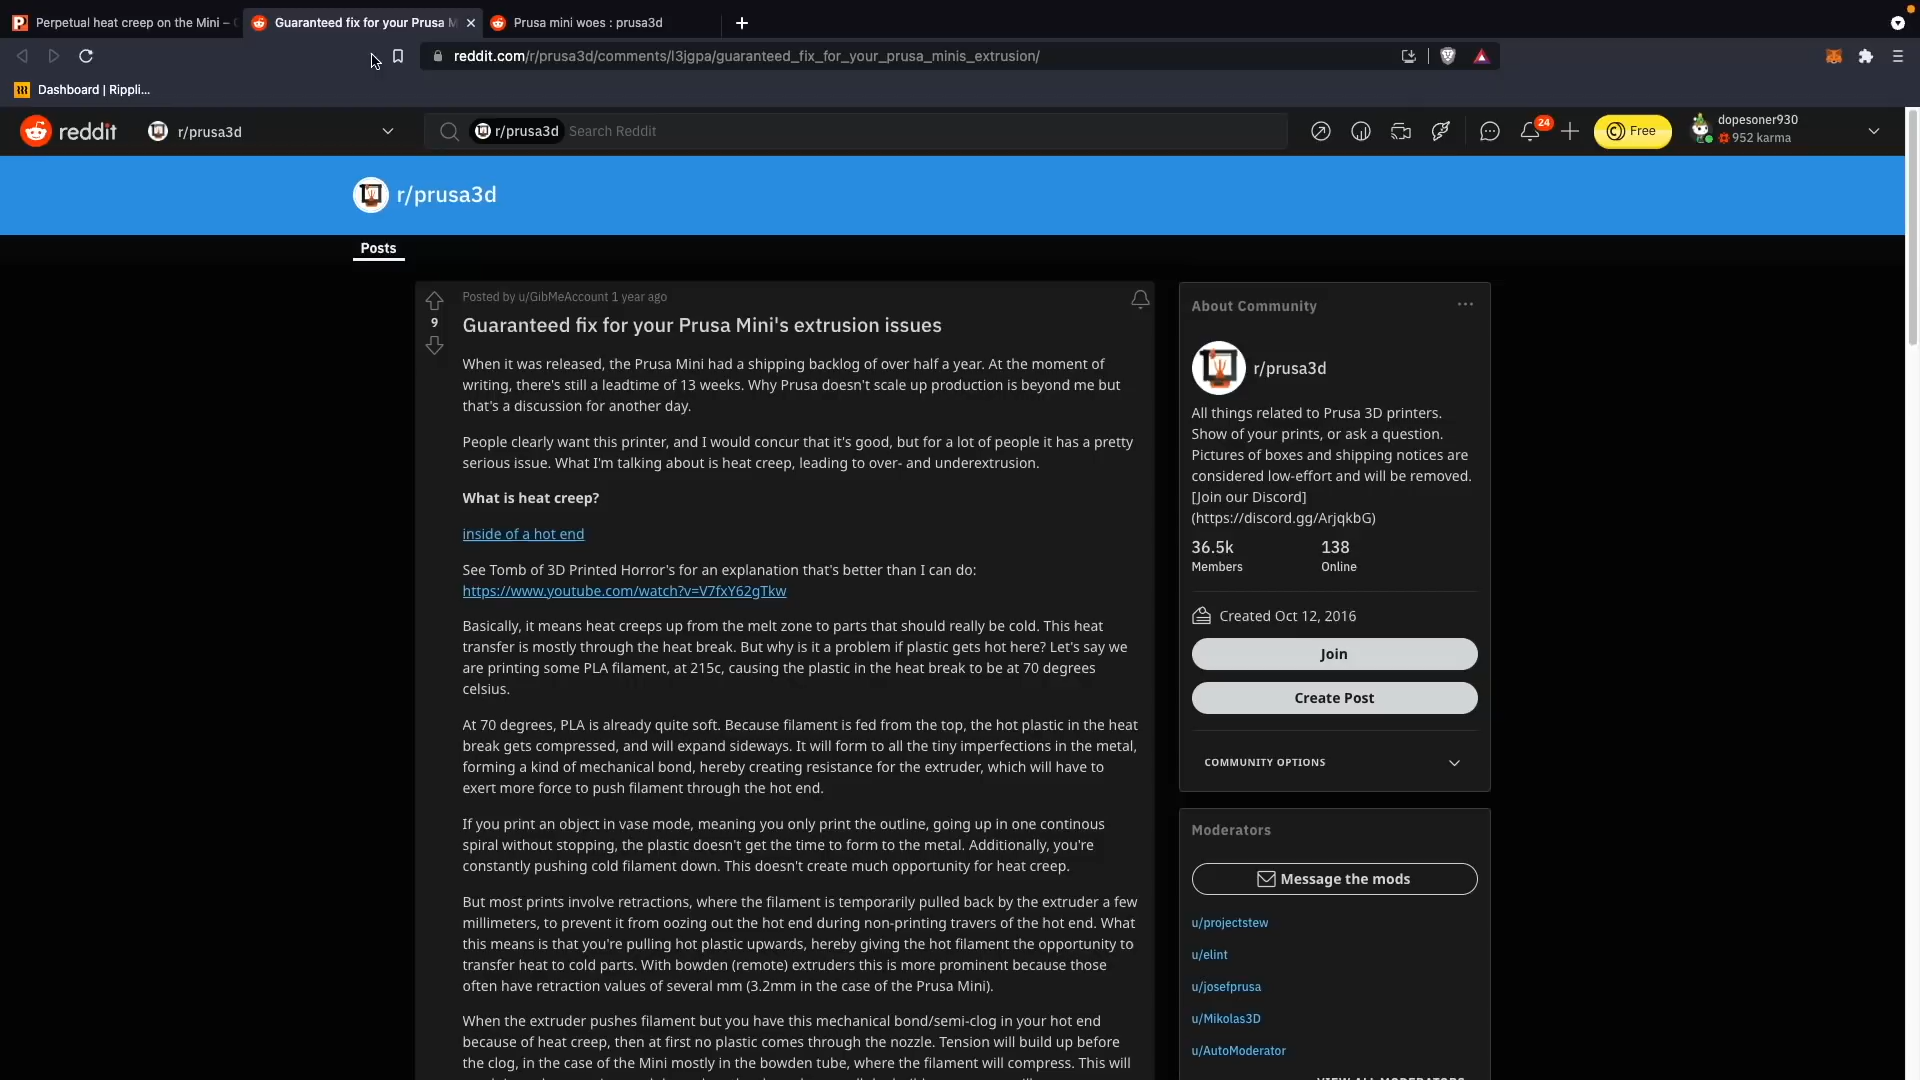 Perpetual heat creep on the Mini –
Guaranteed fix for your Prusa M
Prusa mini woes : prusa3d
reddit.com/r/prusa3d/comments/l3jgpa/guaranteed_fix_for_your_prusa_minis_extrusion/
Dashboard | Rippli...
reddit
r/prusa3d
r/prusa3d Search Reddit
24
Free
dopesoner930
952 karma
r/prusa3d
Posts
Posted by u/GibMeAccount 1 year ago
9
Guaranteed fix for your Prusa Mini's extrusion issues
When it was released, the Prusa Mini had a shipping backlog of over half a year. At the moment of
writing, there's still a leadtime of 13 weeks. Why Prusa doesn't scale up production is beyond me but
that's a discussion for another day.
People clearly want this printer, and I would concur that it's good, but for a lot of people it has a pretty
serious issue. What I'm talking about is heat creep, leading to over- and underextrusion.
What is heat creep?
inside of a hot end
See Tomb of 3D Printed Horror's for an explanation that's better than I can do:
https://www.youtube.com/watch?v=V7fxY62gTkw
Basically, it means heat creeps up from the melt zone to parts that should really be cold. This heat
transfer is mostly through the heat break. But why is it a problem if plastic gets hot here? Let's say we
are printing some PLA filament, at 215c, causing the plastic in the heat break to be at 70 degrees
celsius.
At 70 degrees, PLA is already quite soft. Because filament is fed from the top, the hot plastic in the heat
break gets compressed, and will expand sideways. It will form to all the tiny imperfections in the metal,
forming a kind of mechanical bond, hereby creating resistance for the extruder, which will have to
exert more force to push filament through the hot end.
If you print an object in vase mode, meaning you only print the outline, going up in one continous
spiral without stopping, the plastic doesn't get the time to form to the metal. Additionally, you're
constantly pushing cold filament down. This doesn't create much opportunity for heat creep.
But most prints involve retractions, where the filament is temporarily pulled back by the extruder a few
millimeters, to prevent it from oozing out the hot end during non-printing travers of the hot end. What
this means is that you're pulling hot plastic upwards, hereby giving the hot filament the opportunity to
transfer heat to cold parts. With bowden (remote) extruders this is more prominent because those
often have retraction values of several mm (3.2mm in the case of the Prusa Mini).
When the extruder pushes filament but you have this mechanical bond/semi-clog in your hot end
because of heat creep, then at first no plastic comes through the nozzle. Tension will build up before
the clog, in the case of the Mini mostly in the bowden tube, where the filament will compress. This will
About Community
r/prusa3d
All things related to Prusa 3D printers.
Show of your prints, or ask a question.
Pictures of boxes and shipping notices are
considered low-effort and will be removed.
[Join our Discord]
(https://discord.gg/ArjqkbG)
36.5k 138
Members Online
Created Oct 12, 2016
Join
Create Post
COMMUNITY OPTIONS
Moderators
Message the mods
u/projectstew
u/elint
u/josefprusa
u/Mikolas3D
u/AutoModerator
VIEW ALL MODERATORS